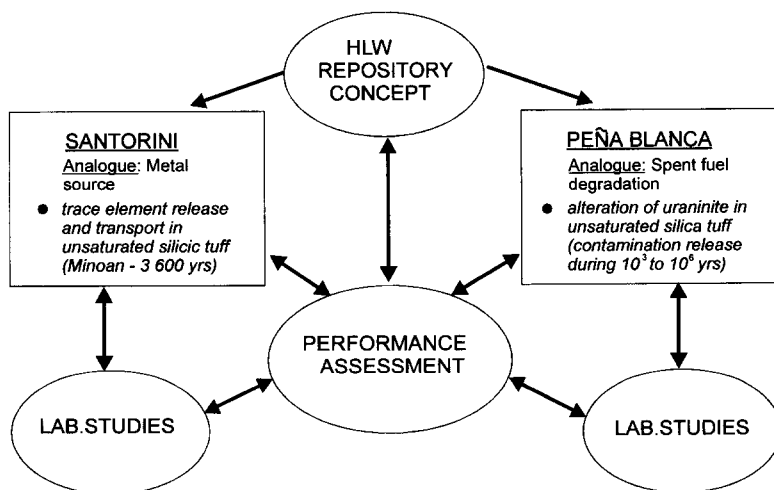 HLW
REPOSITORY
CONCEPT
SANTORINI
Analogue: Metal
source
● trace element release
and transport in
unsaturated silicic tuff
(Minoan - 3 600 yrs)
PEÑA BLANCA
Analogue: Spent fuel
degradation
● alteration of uraninite in
unsaturated silica tuff
(contamination release
during 10³ to 10⁶ yrs)
PERFORMANCE
ASSESSMENT
LAB.STUDIES
LAB.STUDIES